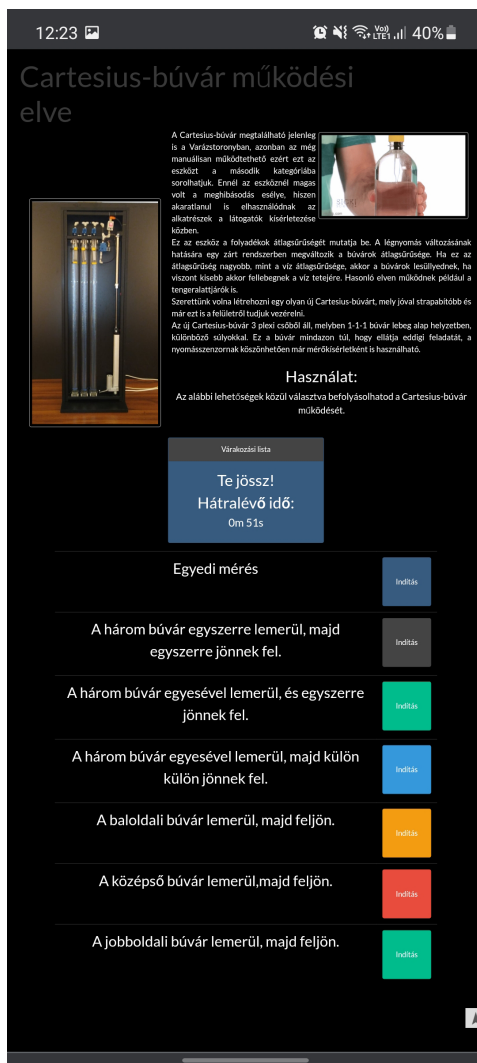 12:23
Vo)) LTE1 40%
Cartesius-búvár működési
elve
A Cartesius-búvár megtalálható jelenleg
is a Varázstoronyban, azonban az még
manuálisan működtethető ezért ezt az
eszközt a második kategóriába
sorolhatjuk. Ennél az eszköznél magas
volt a meghibásodás esélye, hiszen
akaratlanul is elhasználódnak az
alkatrészek a látogatók kísérletezése
közben.
Ez az eszköz a folyadékok átlagsűrűségét mutatja be. A légnyomás változásának
hatására egy zárt rendszerben megváltozik a búvárok átlagsűrűsége. Ha ez az
átlagsűrűség nagyobb, mint a víz átlagsűrűsége, akkor a búvárok lesüllyednek, ha
viszont kisebb akkor fellebegnek a víz tetejére. Hasonló elven működnek például a
tengeralattjárók is.
Szerettünk volna létrehozni egy olyan új Cartesius-búvárt, mely jóval strapabítóbb és
már ezt is a felületről tudjuk vezérelni.
Az új Cartesius-búvár 3 plexi csőből áll, melyben 1-1-1 búvár lebeg alap helyzetben,
különböző súlyokkal. Ez a búvár mindazon túl, hogy ellátja eddigi feladatát, a
nyomásszenzornak köszönhetően már mérőkísérletként is használható.
Használat:
Az alábbi lehetőségek közül választva befolyásolhatod a Cartesius-búvár
működését.
Várakozási lista
Te jössz!
Hátralévő idő:
0m 51s
Egyedi mérés
Indítás
A három búvár egyszerre lemerül, majd
egyszerre jönnek fel.
Indítás
A három búvár egyesével lemerül, és egyszerre
jönnek fel.
Indítás
A három búvár egyesével lemerül, majd külön
külön jönnek fel.
Indítás
A baloldali búvár lemerül, majd feljön.
Indítás
A középső búvár lemerül,majd feljön.
Indítás
A jobboldali búvár lemerül, majd feljön.
Indítás